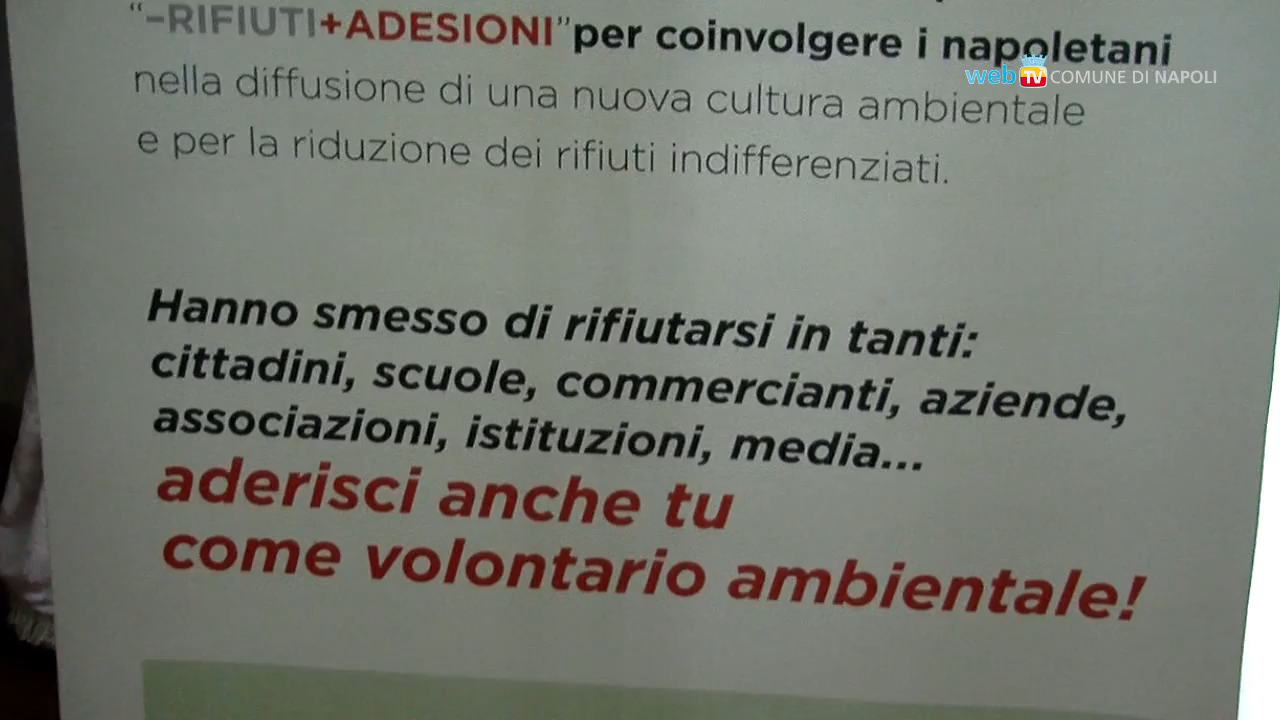 “–RIFIUTI+ADESIONI” per coinvolgere i napoletani
web TV COMUNE DI NAPOLI
nella diffusione di una nuova cultura ambientale
e per la riduzione dei rifiuti indifferenziati.
Hanno smesso di rifiutarsi in tanti:
cittadini, scuole, commercianti, aziende,
associazioni, istituzioni, media...
aderisci anche tu
come volontario ambientale!